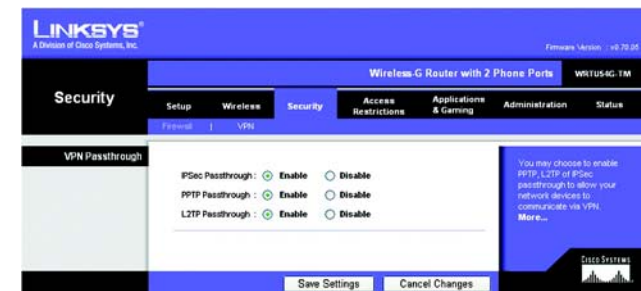 LINKSYS®
A Division of Cisco Systems, Inc.
Firmware Version : v0.70.05
Wireless-G Router with 2 Phone Ports WRTU54G-TM
Security
Setup Wireless Security Access Restrictions Applications & Gaming Administration Status
Firewall | VPN
VPN Passthrough
IPSec Passthrough : Enable Disable
PPTP Passthrough : Enable Disable
L2TP Passthrough : Enable Disable
You may choose to enable
PPTP, L2TP or IPSec
passthrough to allow your
network devices to
communicate via VPN.
More...
Save Settings Cancel Changes
CISCO SYSTEMS